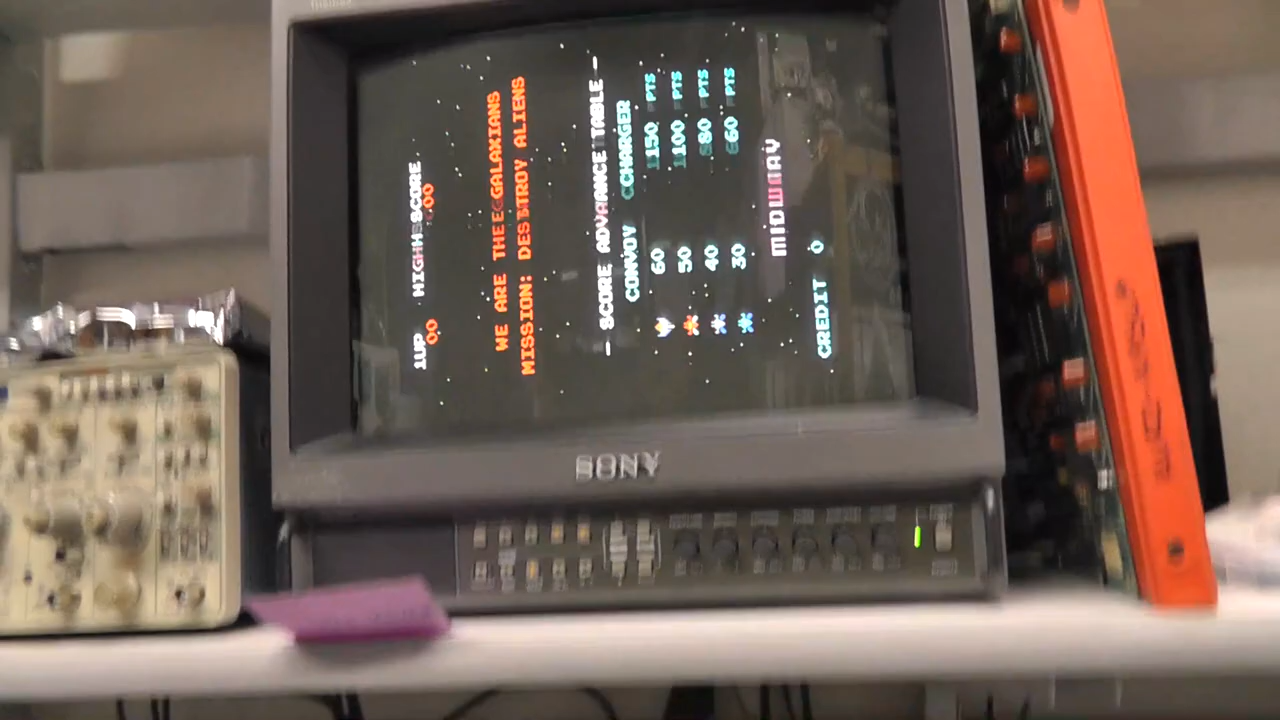 1UP HIGH SCORE
00 00
WE ARE THE GALAXIANS
MISSION: DESTROY ALIENS
— SCORE ADVANCE TABLE —
CONVOY CHARGER
60 150 PTS
50 100 PTS
40 80 PTS
30 60 PTS
MIDWAY
CREDIT 0
SONY